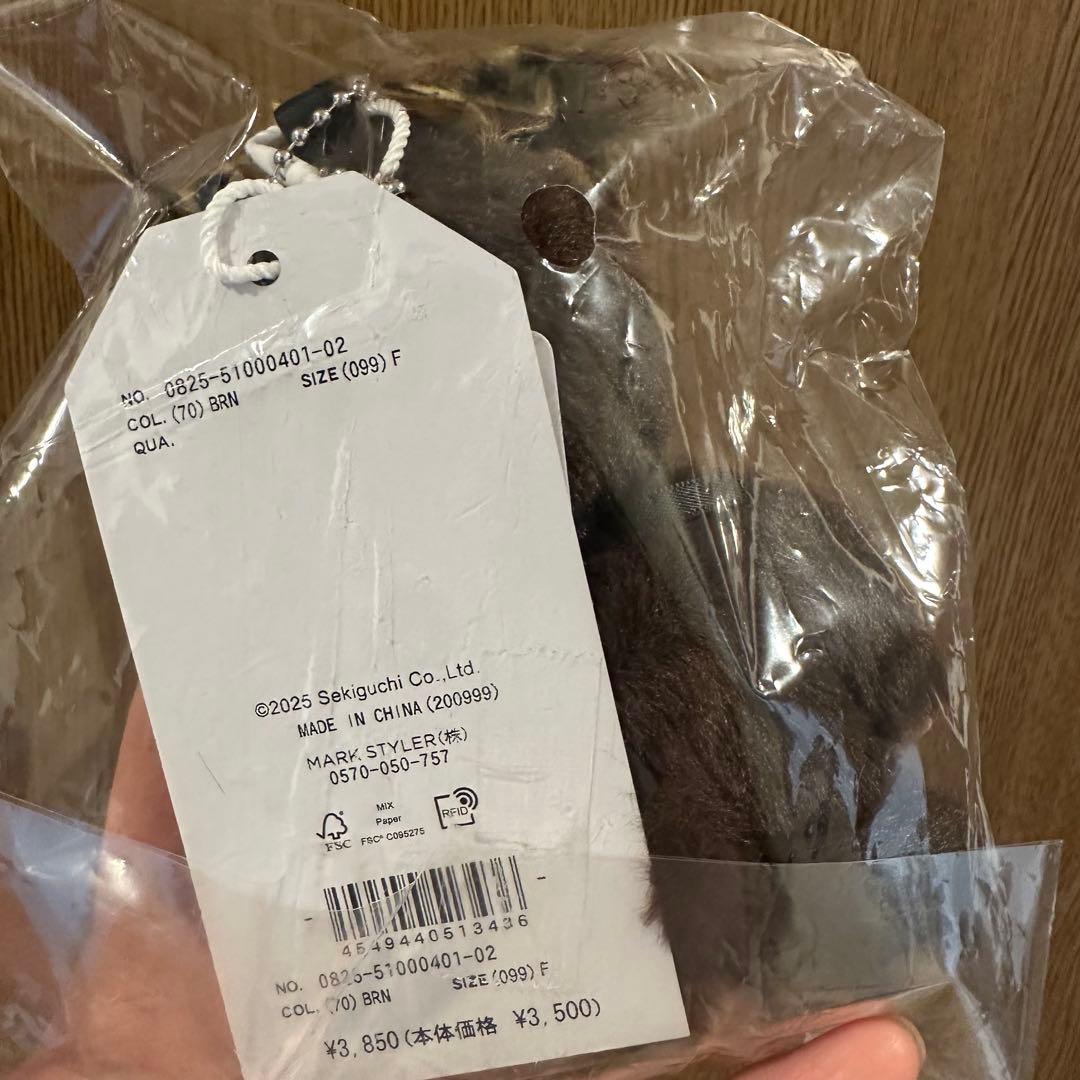 NO. 0825-51000401-02
SIZE(099) F
COL. (70) BRN
QUA.
©2025 Sekiguchi Co.,Ltd.
MADE IN CHINA(200999)
MARK STYLER(株)
0570-050-757
MIX
Paper
FSC® C095275
FSC
RFID
4549440513436
NO. 0825-51000401-02
SIZE(099) F
COL. (70) BRN
¥3,850(本体価格 ¥3,500)